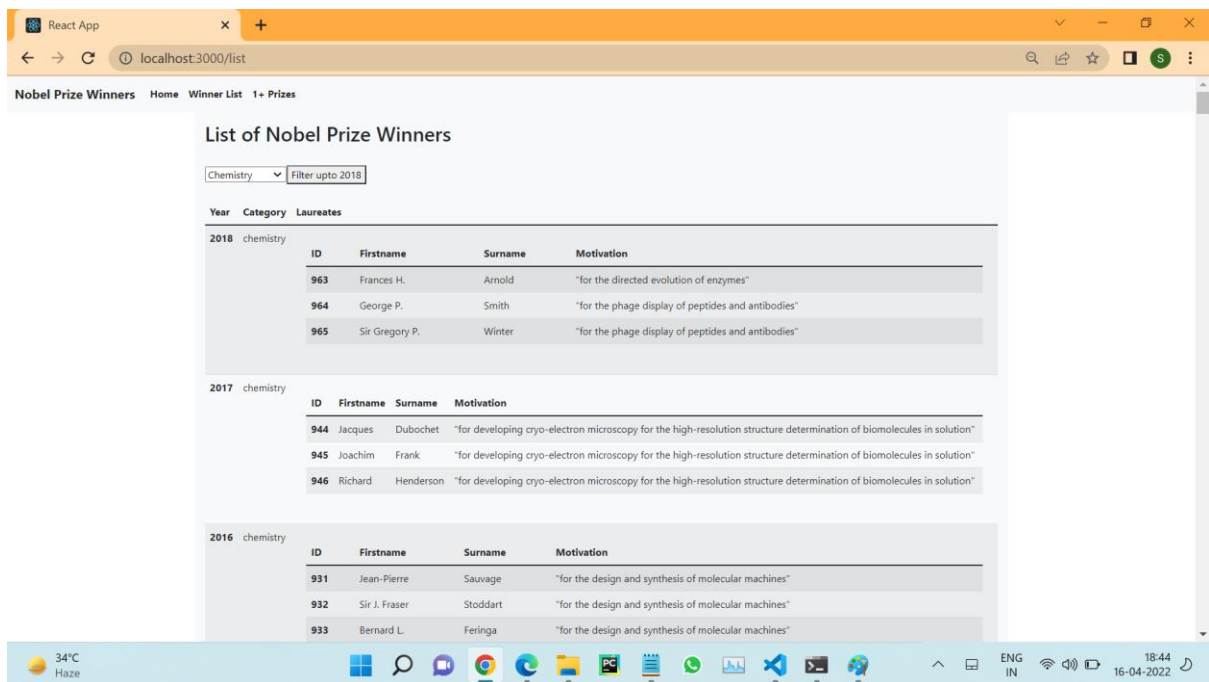 React App
localhost:3000/list
S
Nobel Prize Winners Home Winner List 1+ Prizes
List of Nobel Prize Winners
Chemistry Filter upto 2018
Year Category Laureates
2018 chemistry
ID Firstname Surname Motivation
963 Frances H. Arnold "for the directed evolution of enzymes"
964 George P. Smith "for the phage display of peptides and antibodies"
965 Sir Gregory P. Winter "for the phage display of peptides and antibodies"
2017 chemistry
ID Firstname Surname Motivation
944 Jacques Dubochet "for developing cryo-electron microscopy for the high-resolution structure determination of biomolecules in solution"
945 Joachim Frank "for developing cryo-electron microscopy for the high-resolution structure determination of biomolecules in solution"
946 Richard Henderson "for developing cryo-electron microscopy for the high-resolution structure determination of biomolecules in solution"
2016 chemistry
ID Firstname Surname Motivation
931 Jean-Pierre Sauvage "for the design and synthesis of molecular machines"
932 Sir J. Fraser Stoddart "for the design and synthesis of molecular machines"
933 Bernard L. Feringa "for the design and synthesis of molecular machines"
34°C
Haze
PC
ENG
IN
18:44
16-04-2022